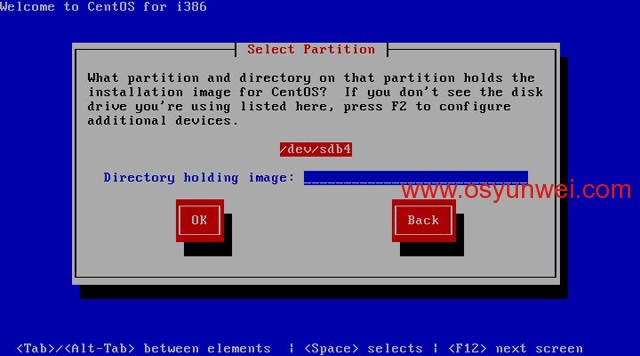 Welcome to CentOS for i386
Select Partition
What partition and directory on that partition holds the
installation image for CentOS?  If you don't see the disk
drive you're using listed here, press F2 to configure
additional devices.
/dev/sdb4
Directory holding image: ____________________________
www.osyunwei.com
OK
Back
<Tab>/<Alt-Tab> between elements  | <Space> selects | <F12> next screen